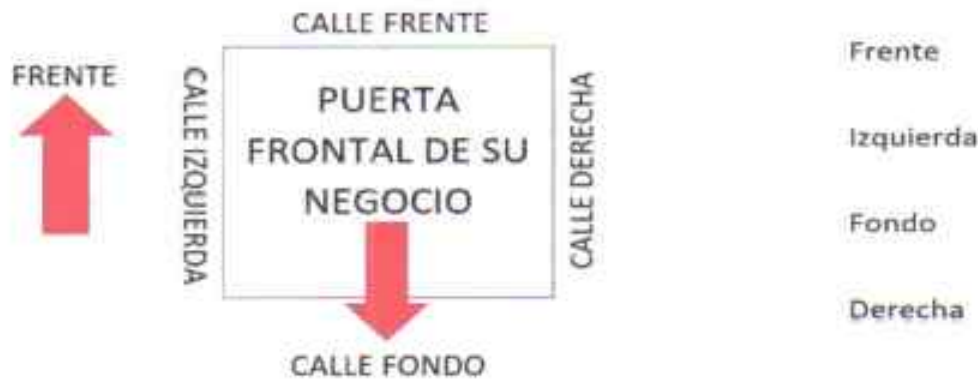 CALLE FRENTE
FRENTE
CALLE IZQUIERDA
PUERTA
FRONTAL DE SU
NEGOCIO
CALLE DERECHA
CALLE FONDO
Frente
Izquierda
Fondo
Derecha